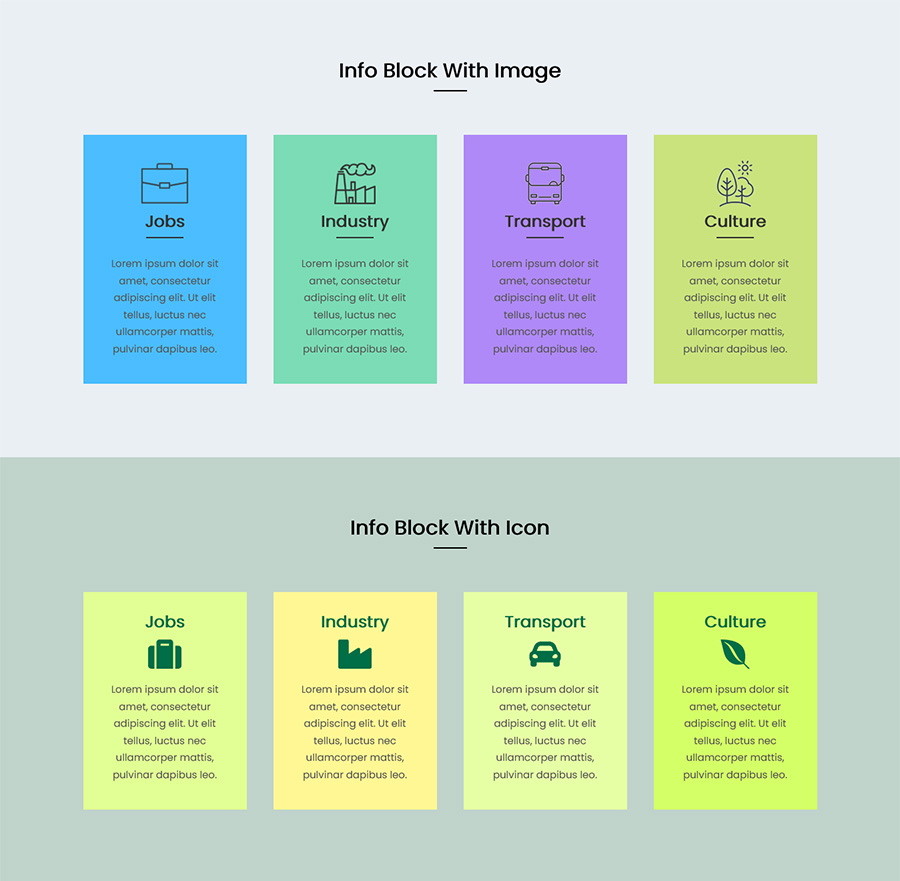 Info Block With Image
Jobs
Lorem ipsum dolor sit
amet, consectetur
adipiscing elit. Ut elit
tellus, luctus nec
ullamcorper mattis,
pulvinar dapibus leo.
Industry
Lorem ipsum dolor sit
amet, consectetur
adipiscing elit. Ut elit
tellus, luctus nec
ullamcorper mattis,
pulvinar dapibus leo.
Transport
Lorem ipsum dolor sit
amet, consectetur
adipiscing elit. Ut elit
tellus, luctus nec
ullamcorper mattis,
pulvinar dapibus leo.
Culture
Lorem ipsum dolor sit
amet, consectetur
adipiscing elit. Ut elit
tellus, luctus nec
ullamcorper mattis,
pulvinar dapibus leo.
Info Block With Icon
Jobs
Lorem ipsum dolor sit
amet, consectetur
adipiscing elit. Ut elit
tellus, luctus nec
ullamcorper mattis,
pulvinar dapibus leo.
Industry
Lorem ipsum dolor sit
amet, consectetur
adipiscing elit. Ut elit
tellus, luctus nec
ullamcorper mattis,
pulvinar dapibus leo.
Transport
Lorem ipsum dolor sit
amet, consectetur
adipiscing elit. Ut elit
tellus, luctus nec
ullamcorper mattis,
pulvinar dapibus leo.
Culture
Lorem ipsum dolor sit
amet, consectetur
adipiscing elit. Ut elit
tellus, luctus nec
ullamcorper mattis,
pulvinar dapibus leo.